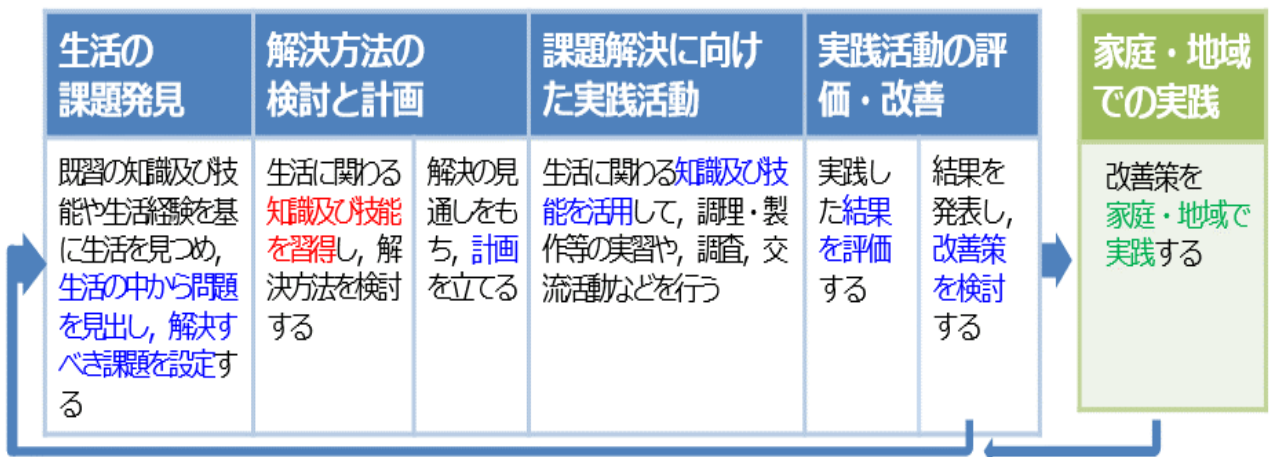 生活の
課題発見
解決方法の
検討と計画
課題解決に向け
た実践活動
実践活動の評
価・改善
家庭・地域
での実践
既習の知識及び技
能や生活経験を基
に生活を見つめ,
生活の中から問題
を見出し, 解決す
べき課題を設定す
る
生活に関わる
知識及び技能
を習得し, 解
決方法を検討
する
解決の見
通しをも
ち, 計画
を立てる
生活に関わる知識及び技
能を活用して, 調理・製
作等の実習や, 調査, 交
流活動などを行う
実践し
た結果
を評価
する
結果を
発表し,
改善策
を検討
する
改善策を
家庭・地域で
実践する